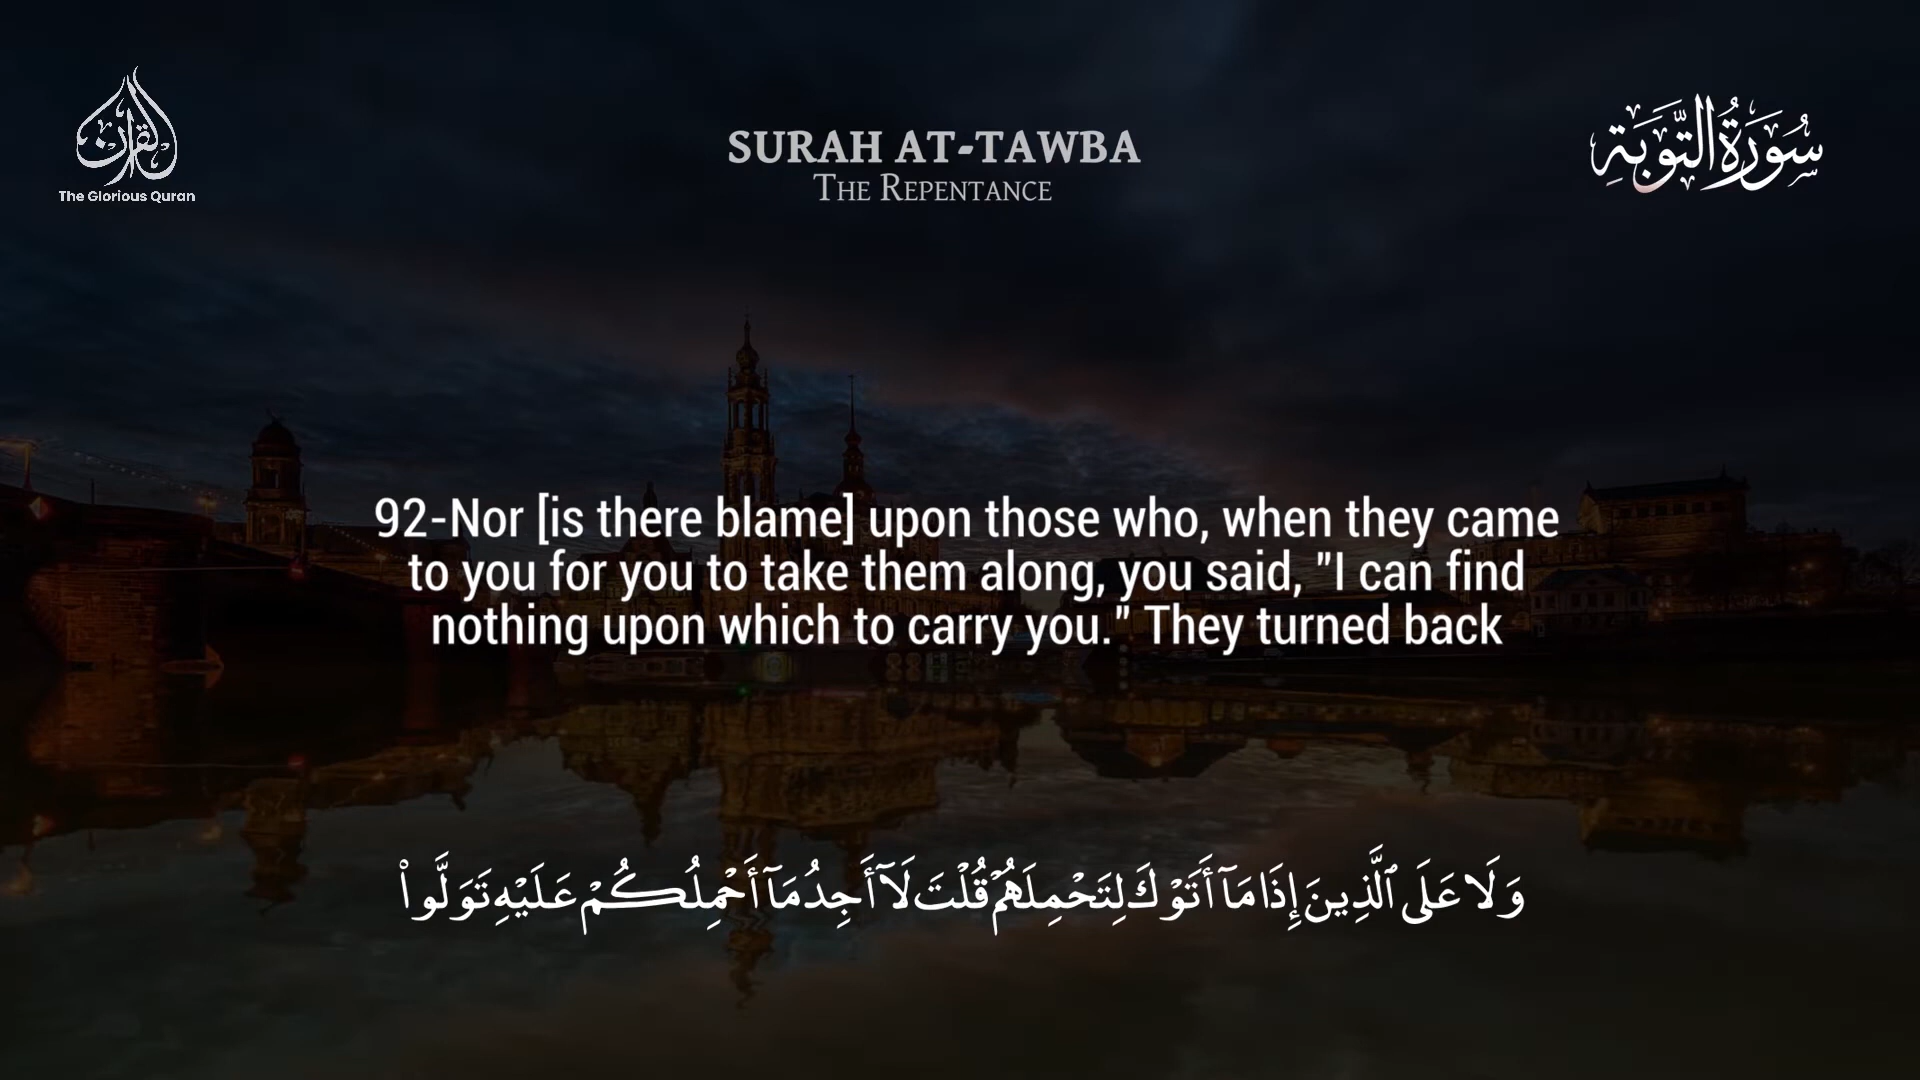 القرآن
The Glorious Quran
SURAH AT-TAWBA
THE REPENTANCE
سُورَةُ التَّوْبَةِ
92-Nor [is there blame] upon those who, when they came
to you for you to take them along, you said, "I can find
nothing upon which to carry you." They turned back
وَلَا عَلَى ٱلَّذِينَ إِذَا مَآ أَتَوْكَ لِتَحْمِلَهُمْ قُلْتَ لَآ أَجِدُ مَآ أَحْمِلُكُمْ عَلَيْهِ تَوَلَّوا۟